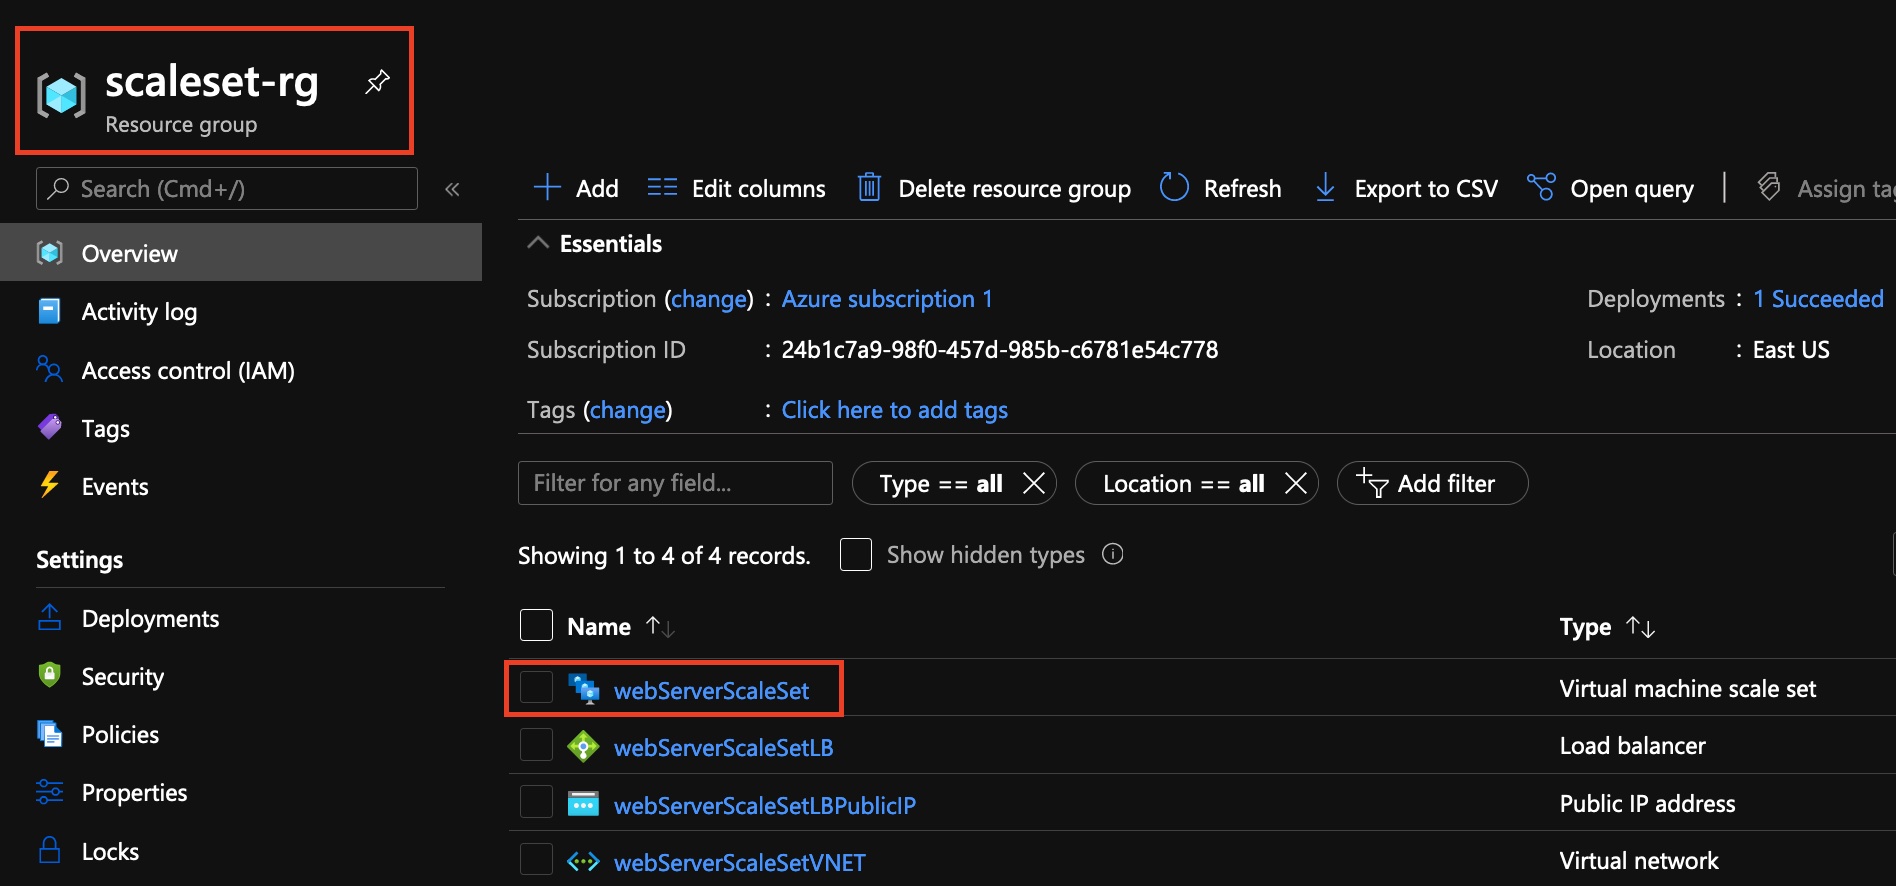 scaleset-rg
Resource group
Search (Cmd+/)
«
Overview
Activity log
Access control (IAM)
Tags
Events
Settings
Deployments
Security
Policies
Properties
Locks
Add Edit columns Delete resource group Refresh Export to CSV Open query | Assign
Essentials
Subscription (change) : Azure subscription 1 Deployments : 1 Succeeded
Subscription ID : 24b1c7a9-98f0-457d-985b-c6781e54c778 Location : East US
Tags (change) : Click here to add tags
Filter for any field... Type == all Location == all Add filter
Showing 1 to 4 of 4 records. Show hidden types
Name Type
webServerScaleSet Virtual machine scale set
webServerScaleSetLB Load balancer
webServerScaleSetLBPublicIP Public IP address
webServerScaleSetVNET Virtual network